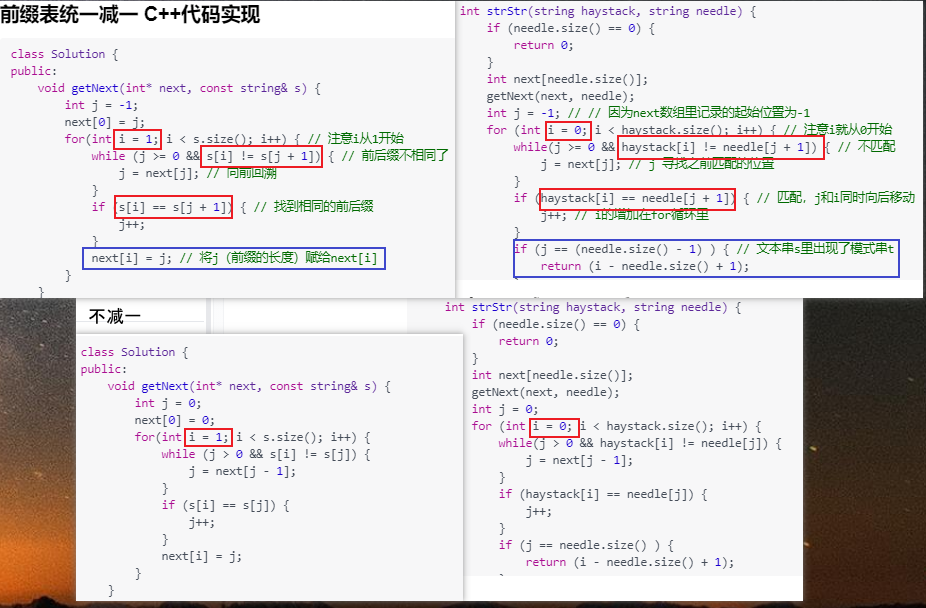 前缀表统一减一 C++代码实现
class Solution {
public:
void getNext(int* next, const string& s) {
int j = -1;
next[0] = j;
for(int i = 1; i < s.size(); i++) { // 注意i从1开始
while (j >= 0 && s[i] != s[j + 1]) { // 前后缀不相同了
j = next[j]; // 向前回溯
}
if (s[i] == s[j + 1]) { // 找到相同的前后缀
j++;
}
next[i] = j; // 将j（前缀的长度）赋给next[i]
}
}
int strStr(string haystack, string needle) {
if (needle.size() == 0) {
return 0;
}
int next[needle.size()];
getNext(next, needle);
int j = -1; // // 因为next数组里记录的起始位置为-1
for (int i = 0; i < haystack.size(); i++) { // 注意i就从0开始
while(j >= 0 && haystack[i] != needle[j + 1]) { // 不匹配
j = next[j]; // j 寻找之前匹配的位置
}
if (haystack[i] == needle[j + 1]) { // 匹配，j和i同时向后移动
j++; // i的增加在for循环里
}
if (j == (needle.size() - 1) ) { // 文本串s里出现了模式串t
return (i - needle.size() + 1);
不减一
class Solution {
public:
void getNext(int* next, const string& s) {
int j = 0;
next[0] = 0;
for(int i = 1; i < s.size(); i++) {
while (j > 0 && s[i] != s[j]) {
j = next[j - 1];
}
if (s[i] == s[j]) {
j++;
}
next[i] = j;
}
}
int strStr(string haystack, string needle) {
if (needle.size() == 0) {
return 0;
}
int next[needle.size()];
getNext(next, needle);
int j = 0;
for (int i = 0; i < haystack.size(); i++) {
while(j > 0 && haystack[i] != needle[j]) {
j = next[j - 1];
}
if (haystack[i] == needle[j]) {
j++;
}
if (j == needle.size() ) {
return (i - needle.size() + 1);